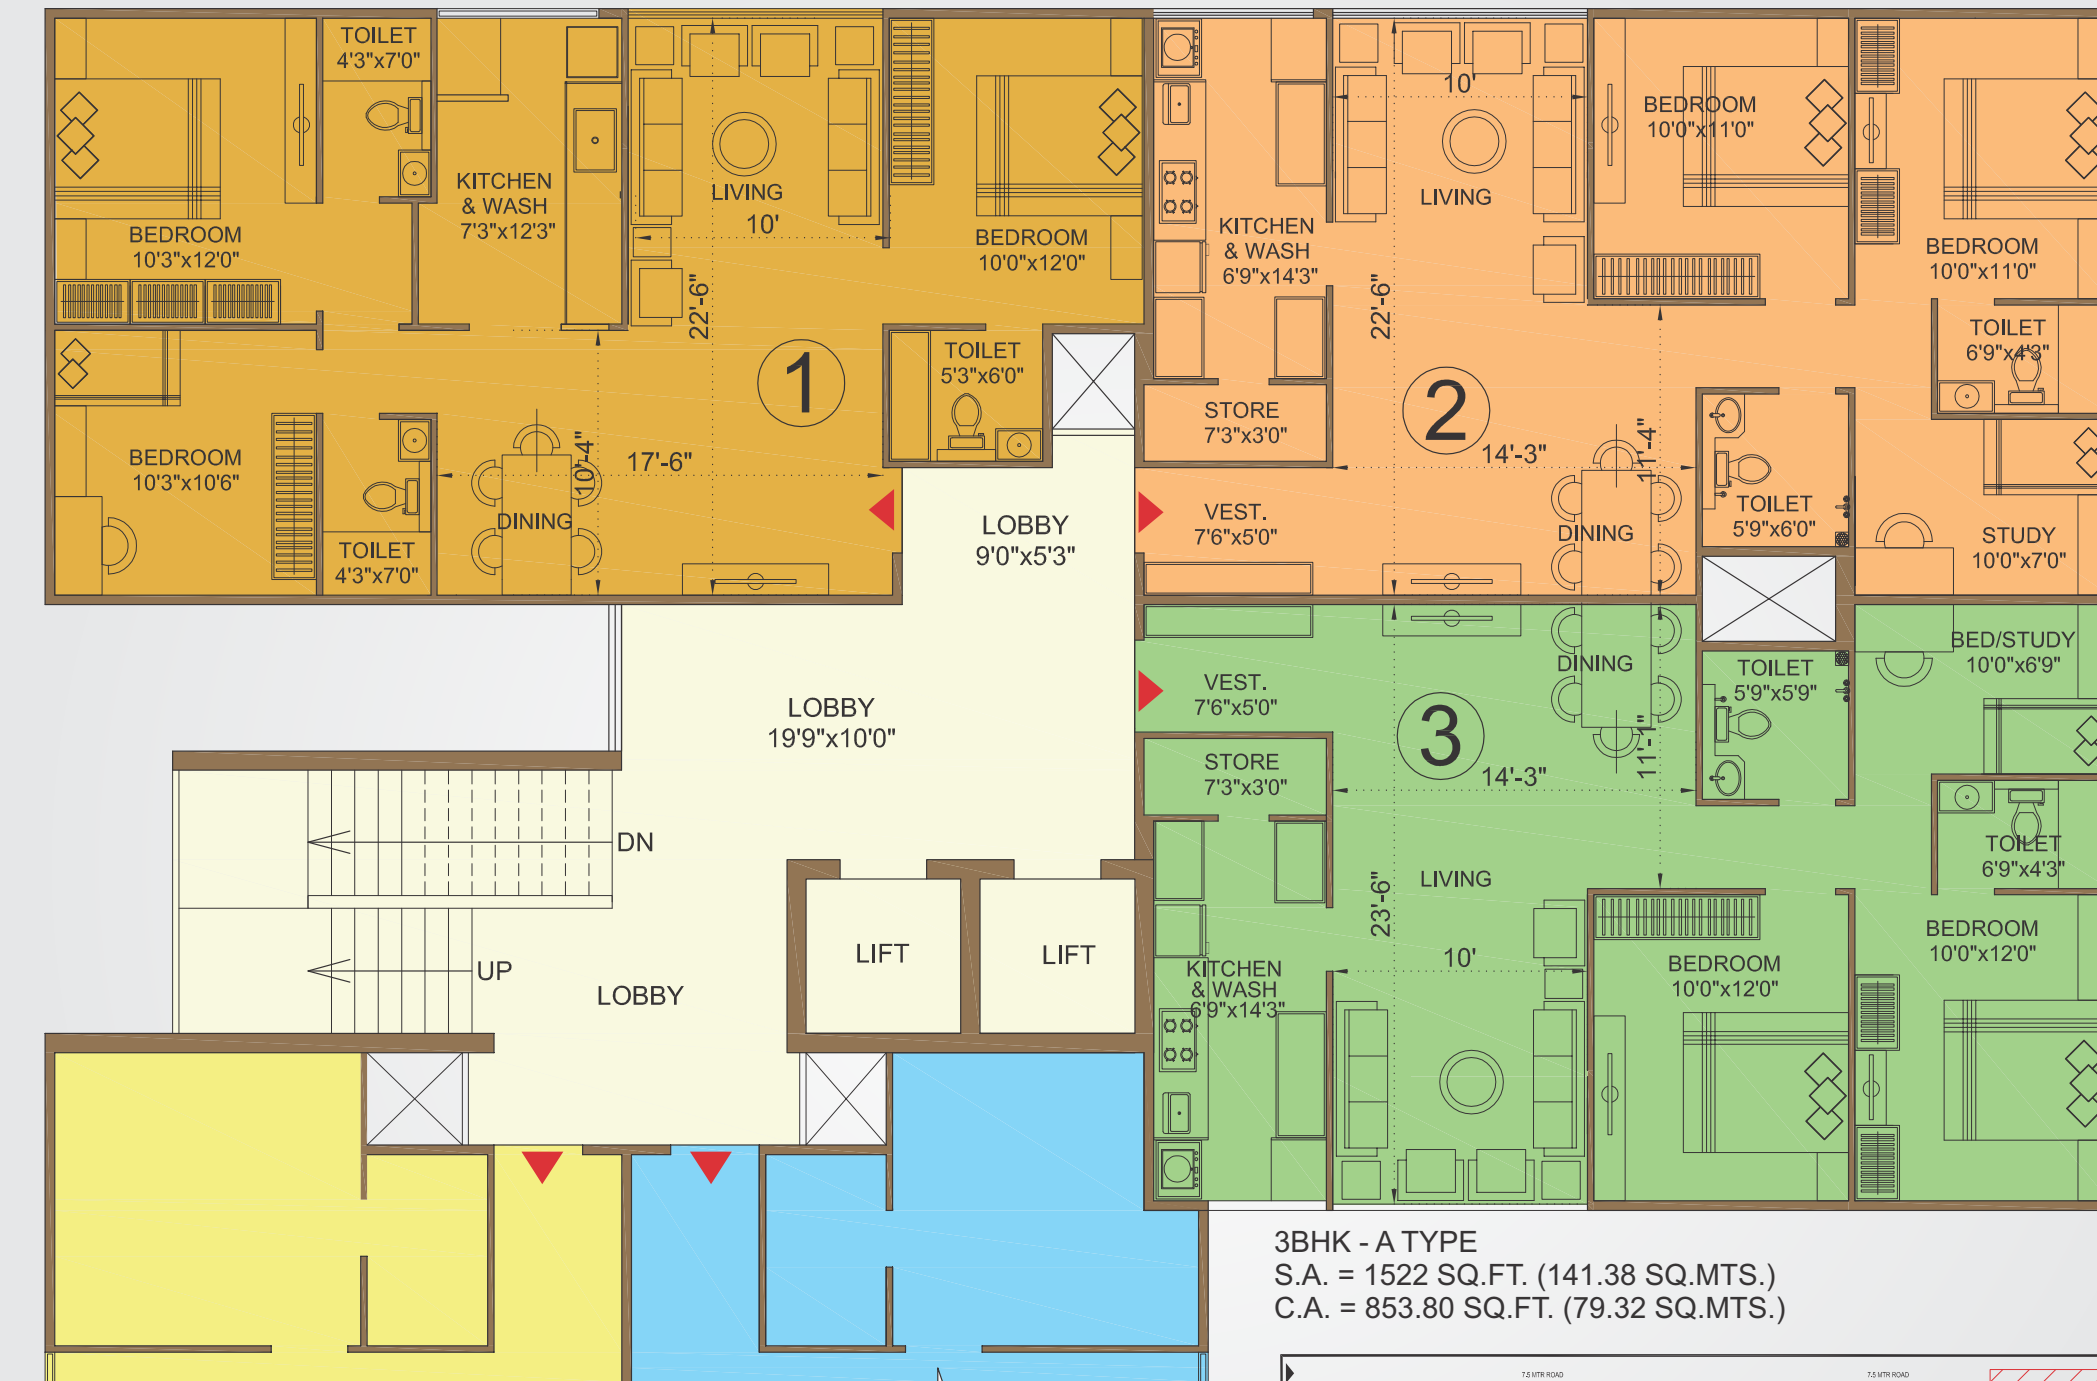 TOILET
4'3"x7'0"
KITCHEN
& WASH
7'3"x12'3"
LIVING
10'
22'-6"
BEDROOM
10'3"x12'0"
BEDROOM
10'0"x12'0"
1
TOILET
5'3"x6'0"
BEDROOM
10'3"x10'6"
10'-4"
17'-6"
DINING
TOILET
4'3"x7'0"
10'
BEDROOM
10'0"x11'0"
LIVING
KITCHEN
& WASH
6'9"x14'3"
22'-6"
BEDROOM
10'0"x11'0"
TOILET
6'9"x4'3"
STORE
7'3"x3'0"
2
14'-3"
11'-4"
VEST.
7'6"x5'0"
DINING
TOILET
5'9"x6'0"
STUDY
10'0"x7'0"
LOBBY
9'0"x5'3"
LOBBY
19'9"x10'0"
VEST.
7'6"x5'0"
DINING
TOILET
5'9"x5'9"
BED/STUDY
10'0"x6'9"
3
14'-3"
11'-1"
STORE
7'3"x3'0"
TOILET
6'9"x4'3"
LIVING
23'-6"
10'
KITCHEN
& WASH
6'9"x14'3"
BEDROOM
10'0"x12'0"
BEDROOM
10'0"x12'0"
DN
UP
LOBBY
LIFT
LIFT
3BHK - A TYPE
S.A. = 1522 SQ.FT. (141.38 SQ.MTS.)
C.A. = 853.80 SQ.FT. (79.32 SQ.MTS.)
7.5 MTR ROAD
7.5 MTR ROAD